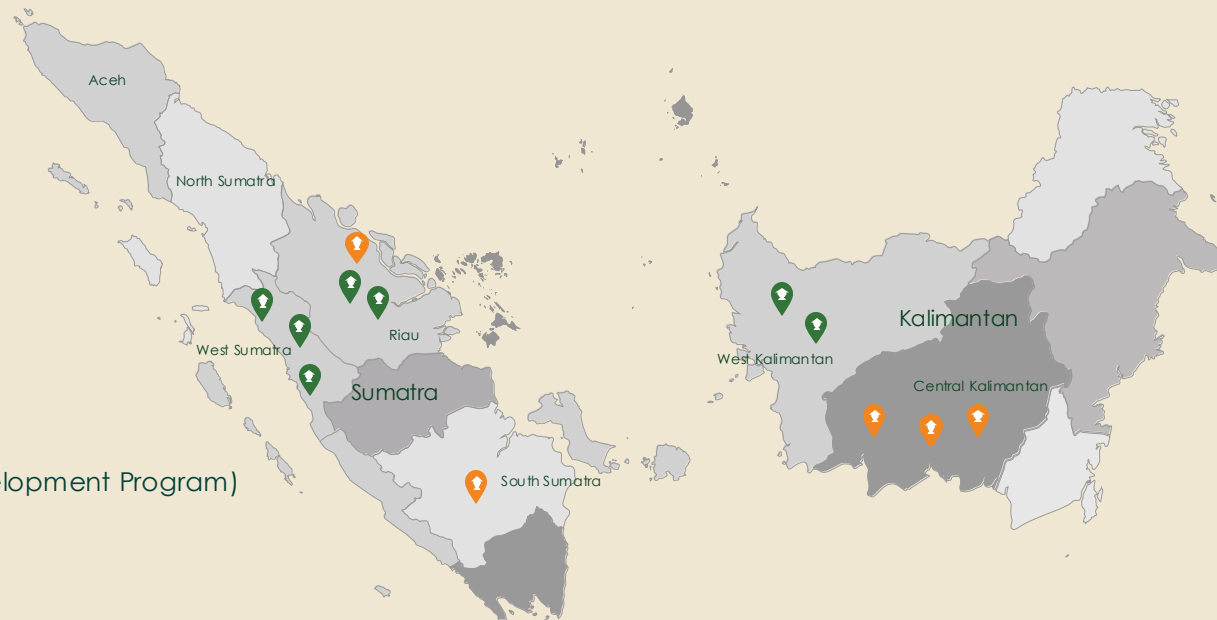 Aceh
North Sumatra
Riau
Kalimantan
West Sumatra
West Kalimantan
Sumatra
Central Kalimantan
elopment Program)
South Sumatra